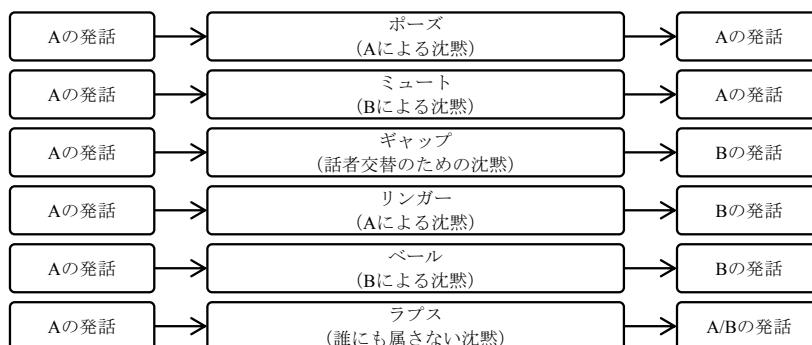 Aの発話
ポーズ
(Aによる沈黙)
Aの発話
Aの発話
ミュート
(Bによる沈黙)
Aの発話
Aの発話
ギャップ
(話者交替のための沈黙)
Bの発話
Aの発話
リンガー
(Aによる沈黙)
Bの発話
Aの発話
ベール
(Bによる沈黙)
Bの発話
Aの発話
ラプス
(誰にも属さない沈黙)
A/Bの発話